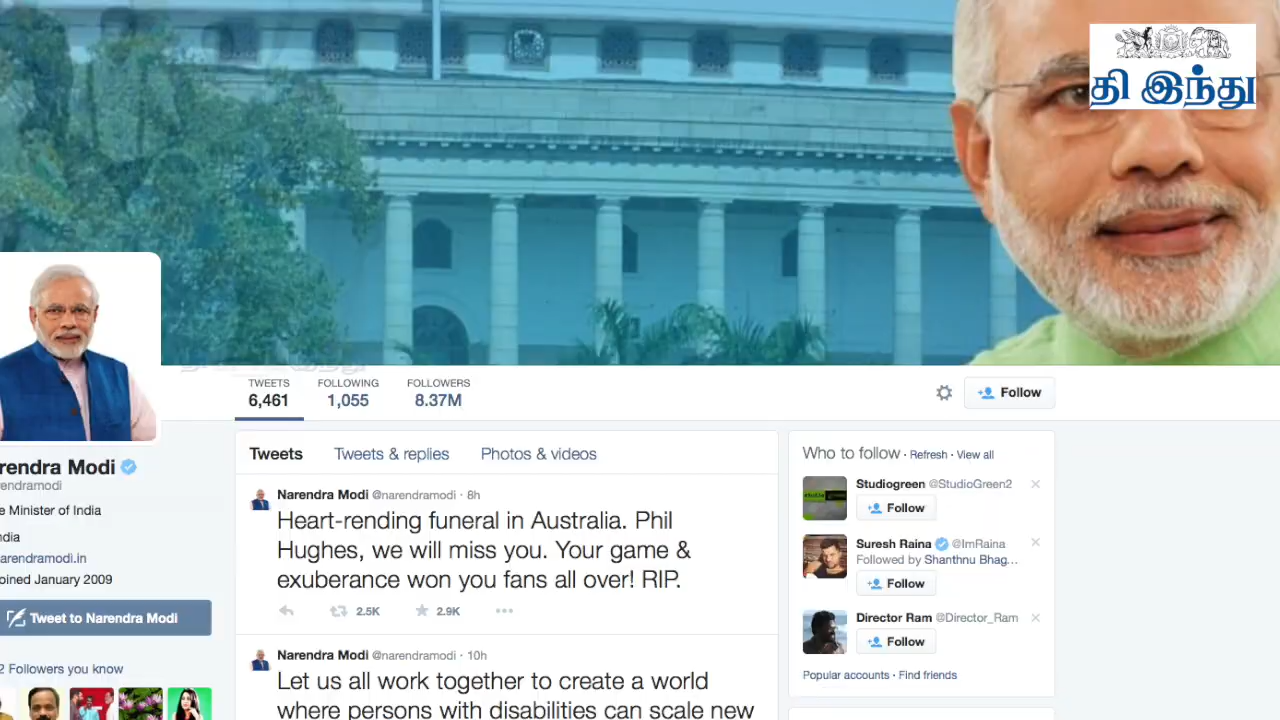 தி இந்து
TWEETS
6,461
FOLLOWING
1,055
FOLLOWERS
8.37M
Follow
rendra Modi
endramodi
e Minister of India
dia
arendramodi.in
oined January 2009
Tweet to Narendra Modi
2 Followers you know
Tweets
Tweets & replies
Photos & videos
Narendra Modi @narendramodi · 8h
Heart-rending funeral in Australia. Phil
Hughes, we will miss you. Your game &
exuberance won you fans all over! RIP.
2.5K
2.9K
Narendra Modi @narendramodi · 10h
Let us all work together to create a world
where persons with disabilities can scale new
Who to follow · Refresh · View all
Studiogreen @StudioGreen2
Follow
Suresh Raina @ImRaina
Followed by Shanthnu Bhag...
Follow
Director Ram @Director_Ram
Follow
Popular accounts · Find friends